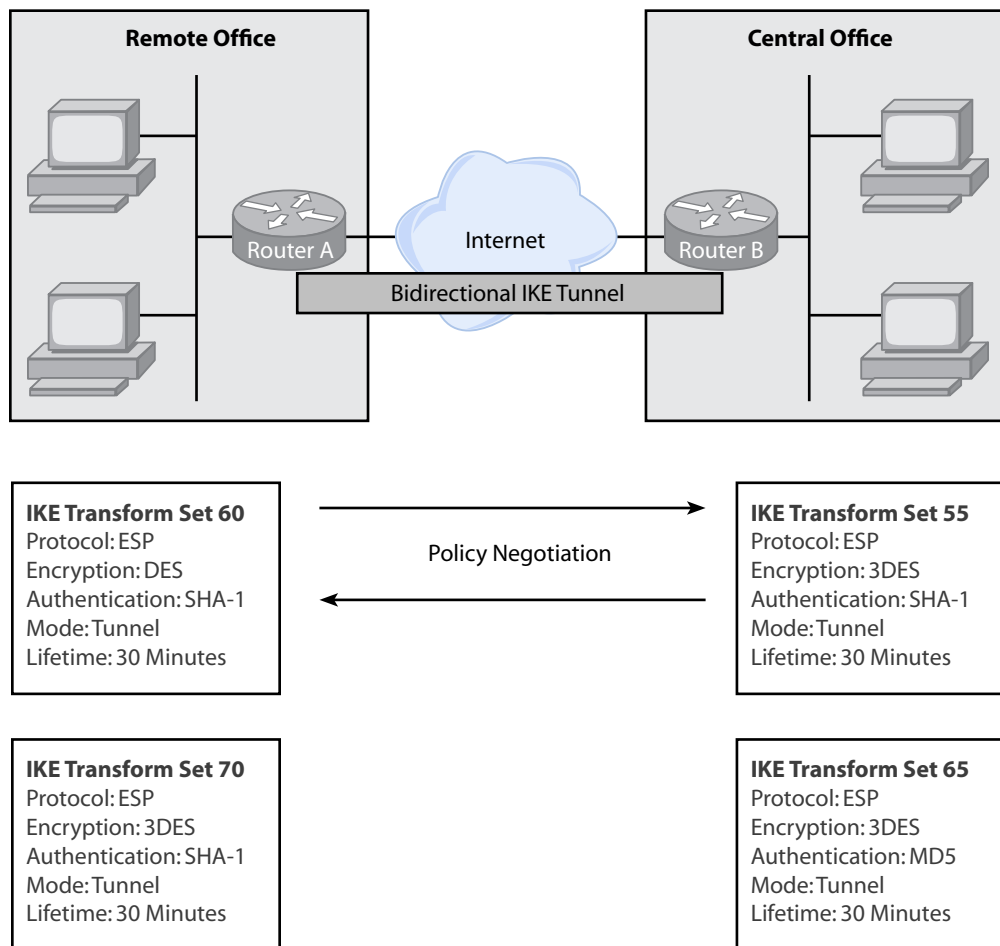 Remote Office
Central Office
Router A
Internet
Router B
Bidirectional IKE Tunnel
IKE Transform Set 60
Protocol: ESP
Encryption: DES
Authentication: SHA-1
Mode: Tunnel
Lifetime: 30 Minutes
Policy Negotiation
IKE Transform Set 55
Protocol: ESP
Encryption: 3DES
Authentication: SHA-1
Mode: Tunnel
Lifetime: 30 Minutes
IKE Transform Set 70
Protocol: ESP
Encryption: 3DES
Authentication: SHA-1
Mode: Tunnel
Lifetime: 30 Minutes
IKE Transform Set 65
Protocol: ESP
Encryption: 3DES
Authentication: MD5
Mode: Tunnel
Lifetime: 30 Minutes